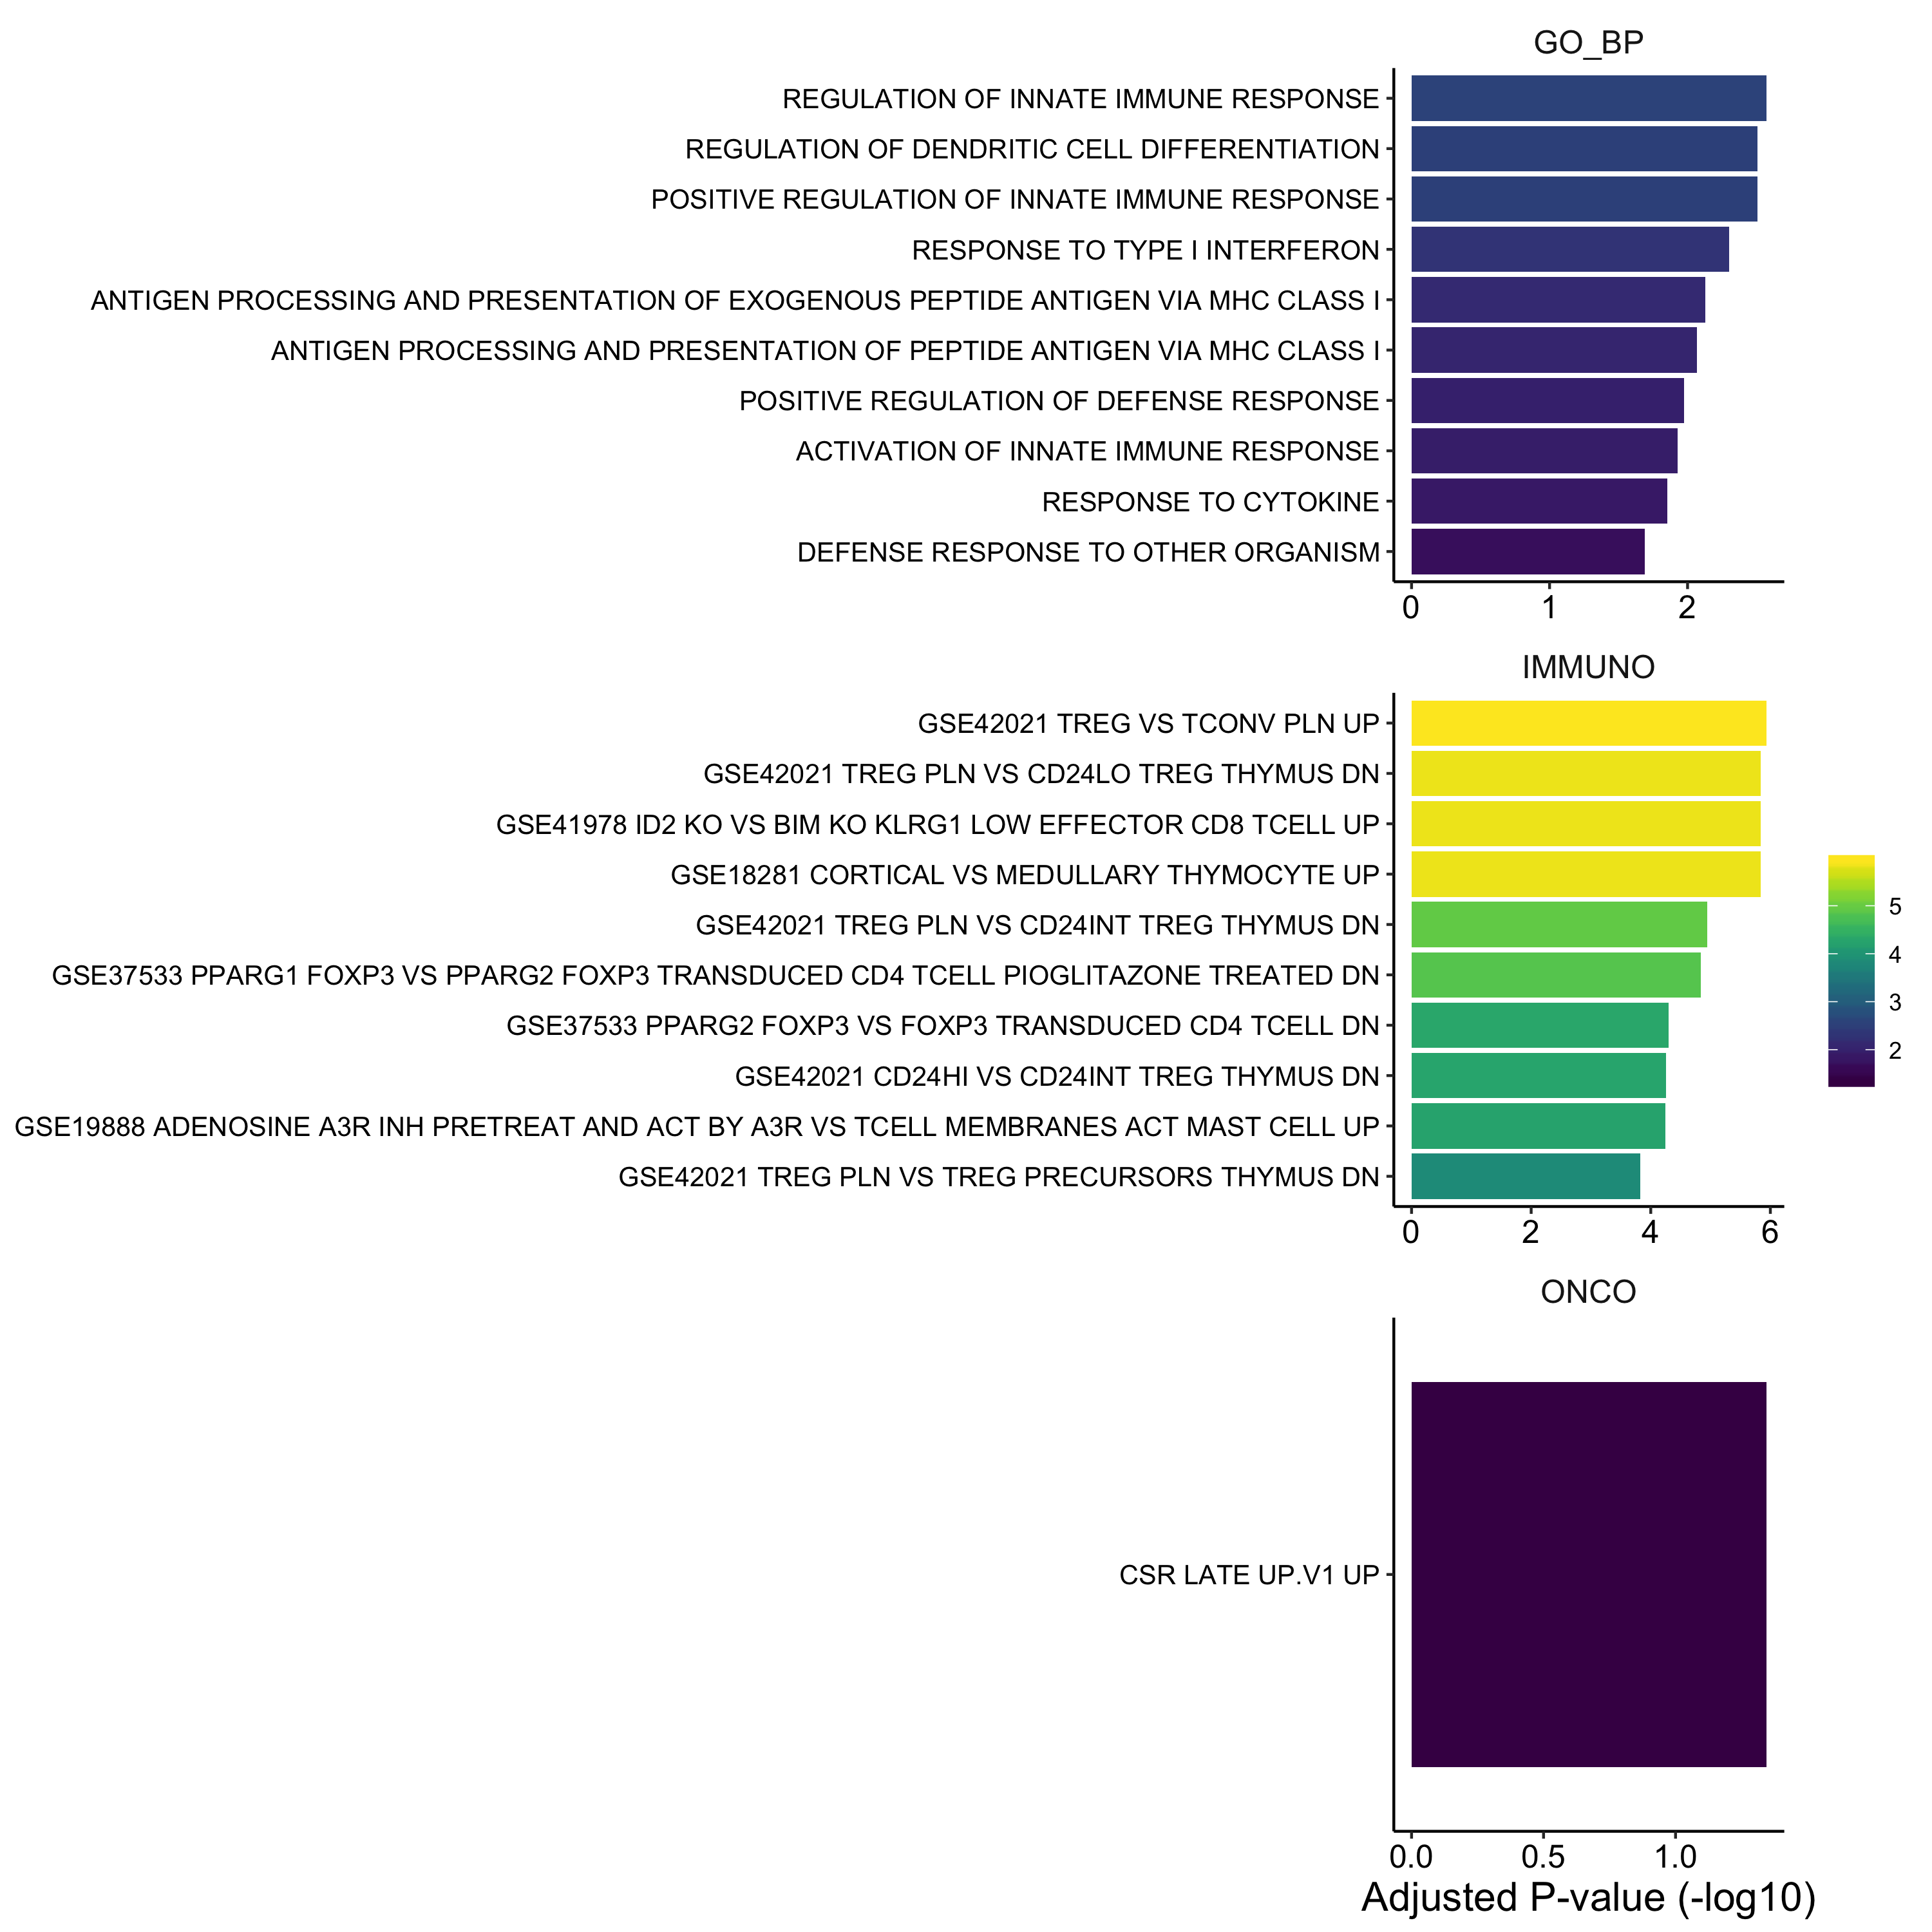 GO_BP
REGULATION OF INNATE IMMUNE RESPONSE
REGULATION OF DENDRITIC CELL DIFFERENTIATION
POSITIVE REGULATION OF INNATE IMMUNE RESPONSE
RESPONSE TO TYPE I INTERFERON
ANTIGEN PROCESSING AND PRESENTATION OF EXOGENOUS PEPTIDE ANTIGEN VIA MHC CLASS I
ANTIGEN PROCESSING AND PRESENTATION OF PEPTIDE ANTIGEN VIA MHC CLASS I
POSITIVE REGULATION OF DEFENSE RESPONSE
ACTIVATION OF INNATE IMMUNE RESPONSE
RESPONSE TO CYTOKINE
DEFENSE RESPONSE TO OTHER ORGANISM
0 1 2
IMMUNO
GSE42021 TREG VS TCONV PLN UP
GSE42021 TREG PLN VS CD24LO TREG THYMUS DN
GSE41978 ID2 KO VS BIM KO KLRG1 LOW EFFECTOR CD8 TCELL UP
GSE18281 CORTICAL VS MEDULLARY THYMOCYTE UP
GSE42021 TREG PLN VS CD24INT TREG THYMUS DN
GSE37533 PPARG1 FOXP3 VS PPARG2 FOXP3 TRANSDUCED CD4 TCELL PIOGLITAZONE TREATED DN
GSE37533 PPARG2 FOXP3 VS FOXP3 TRANSDUCED CD4 TCELL DN
GSE42021 CD24HI VS CD24INT TREG THYMUS DN
GSE19888 ADENOSINE A3R INH PRETREAT AND ACT BY A3R VS TCELL MEMBRANES ACT MAST CELL UP
GSE42021 TREG PLN VS TREG PRECURSORS THYMUS DN
0 2 4 6
5
4
3
2
ONCO
CSR LATE UP.V1 UP
0.0 0.5 1.0
Adjusted P-value (-log10)